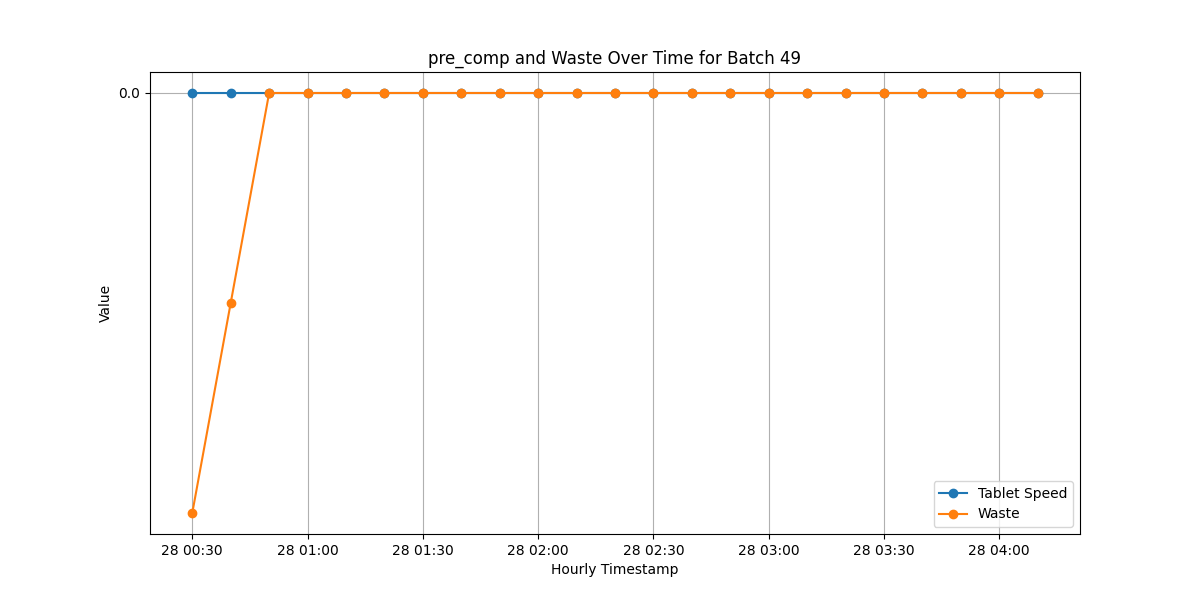 pre_comp and Waste Over Time for Batch 49
0.0
Value
28 00:30 28 01:00 28 01:30 28 02:00 28 02:30 28 03:00 28 03:30 28 04:00
Hourly Timestamp
Tablet Speed
Waste